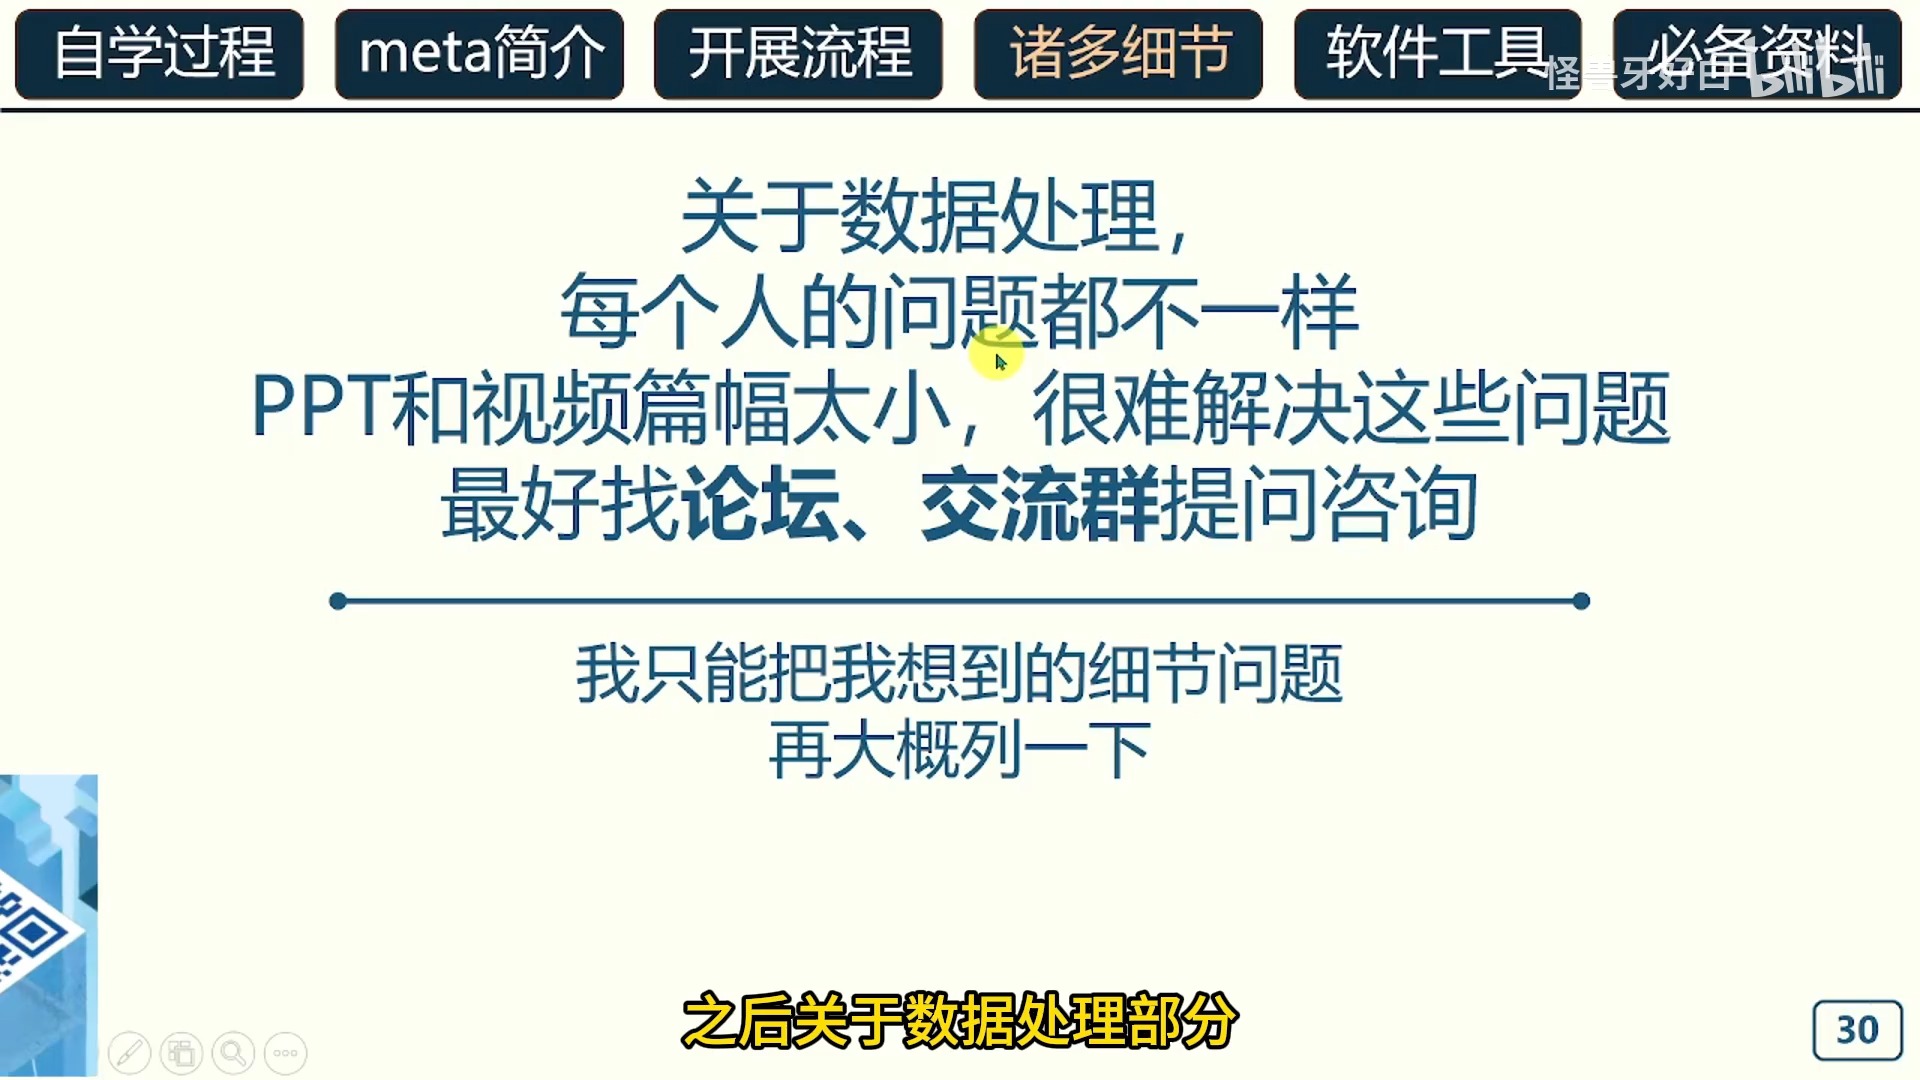 自学过程
meta简介
开展流程
诸多细节
软件工具
必备资料
怪兽牙好白 bilibili
关于数据处理，
每个人的问题都不一样
PPT和视频篇幅太小，很难解决这些问题
最好找论坛、交流群提问咨询
我只能把我想到的细节问题
再大概列一下
之后关于数据处理部分
30